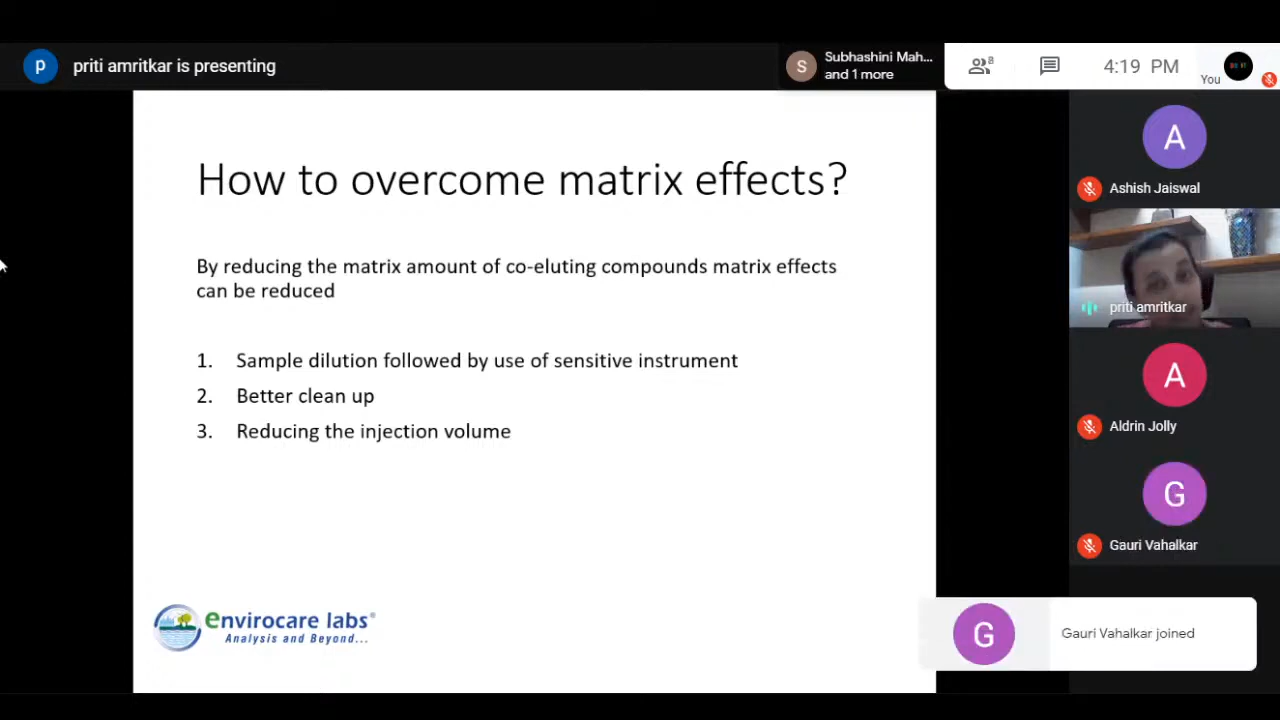 p
priti amritkar is presenting
S
Subhashini Mah...
and 1 more
8
4:19 PM
You
How to overcome matrix effects?
By reducing the matrix amount of co-eluting compounds matrix effects
can be reduced
1. Sample dilution followed by use of sensitive instrument
2. Better clean up
3. Reducing the injection volume
envirocare labs®
Analysis and Beyond...
A
Ashish Jaiswal
priti amritkar
A
Aldrin Jolly
G
Gauri Vahalkar
G
Gauri Vahalkar joined